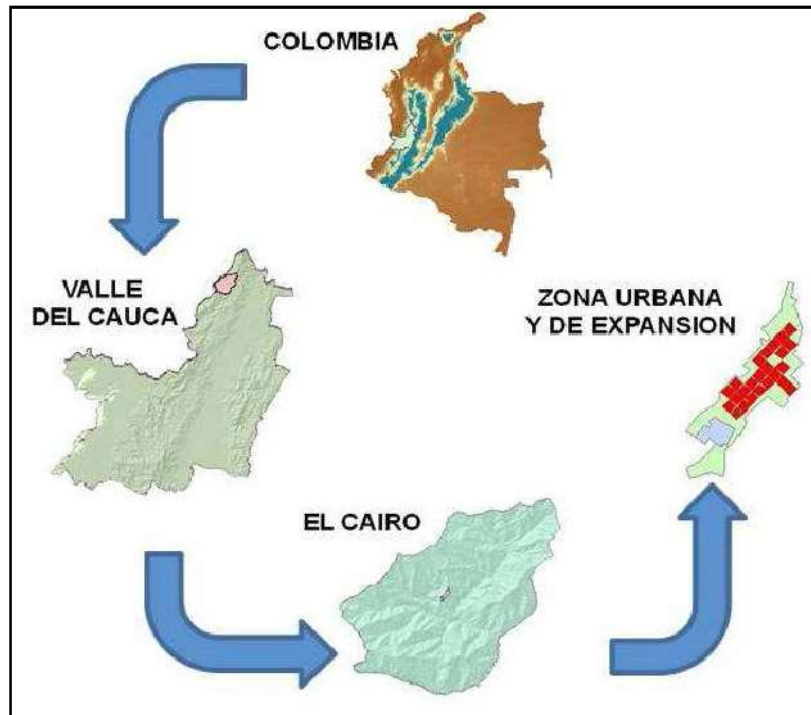 COLOMBIA
VALLE
DEL CAUCA
ZONA URBANA
Y DE EXPANSION
EL CAIRO